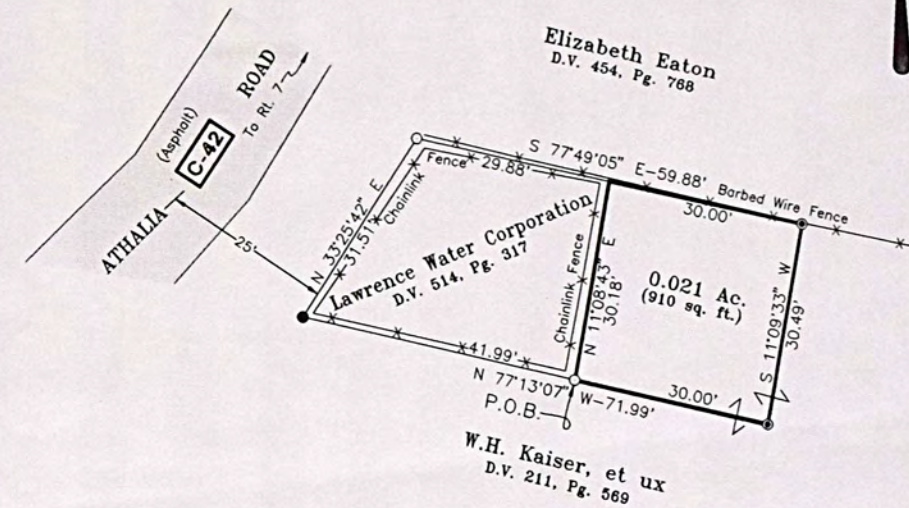 Elizabeth Eaton
D.V. 454, Pg. 768
ATHALIA
C-42
ROAD
(Asphalt)
To Rt. 7
25'
S 77°49'05" E-59.88'
Barbed Wire Fence
Fence
29.88'
30.00'
N 33°25'42" E
31.51'
Chainlink
Lawrence Water Corporation
D.V. 514, Pg. 317
Chainlink Fence
N 11°08'43" E
30.18'
0.021 Ac.
(910 sq. ft.)
S 11°09'33" W
30.49'
41.99'
N 77°13'07" W-71.99'
30.00'
P.O.B.
W.H. Kaiser, et ux
D.V. 211, Pg. 569